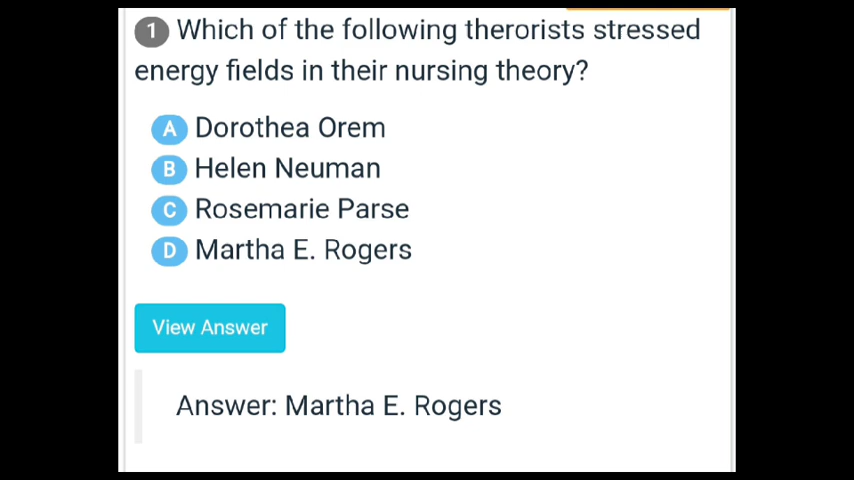 1 Which of the following therorists stressed
energy fields in their nursing theory?
A Dorothea Orem
B Helen Neuman
C Rosemarie Parse
D Martha E. Rogers
View Answer
Answer: Martha E. Rogers